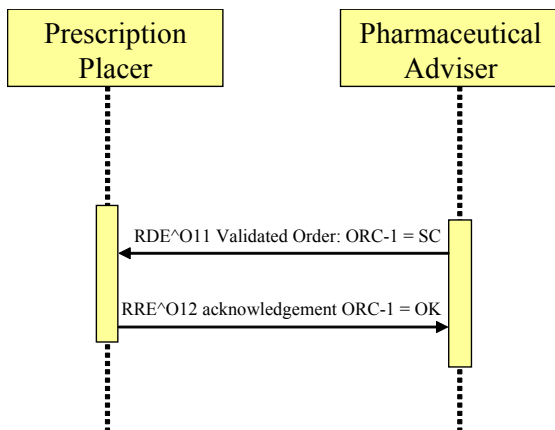 Prescription
Placer
Pharmaceutical
Adviser
RDE^O11 Validated Order: ORC-1 = SC
RRE^O12 acknowledgement ORC-1 = OK